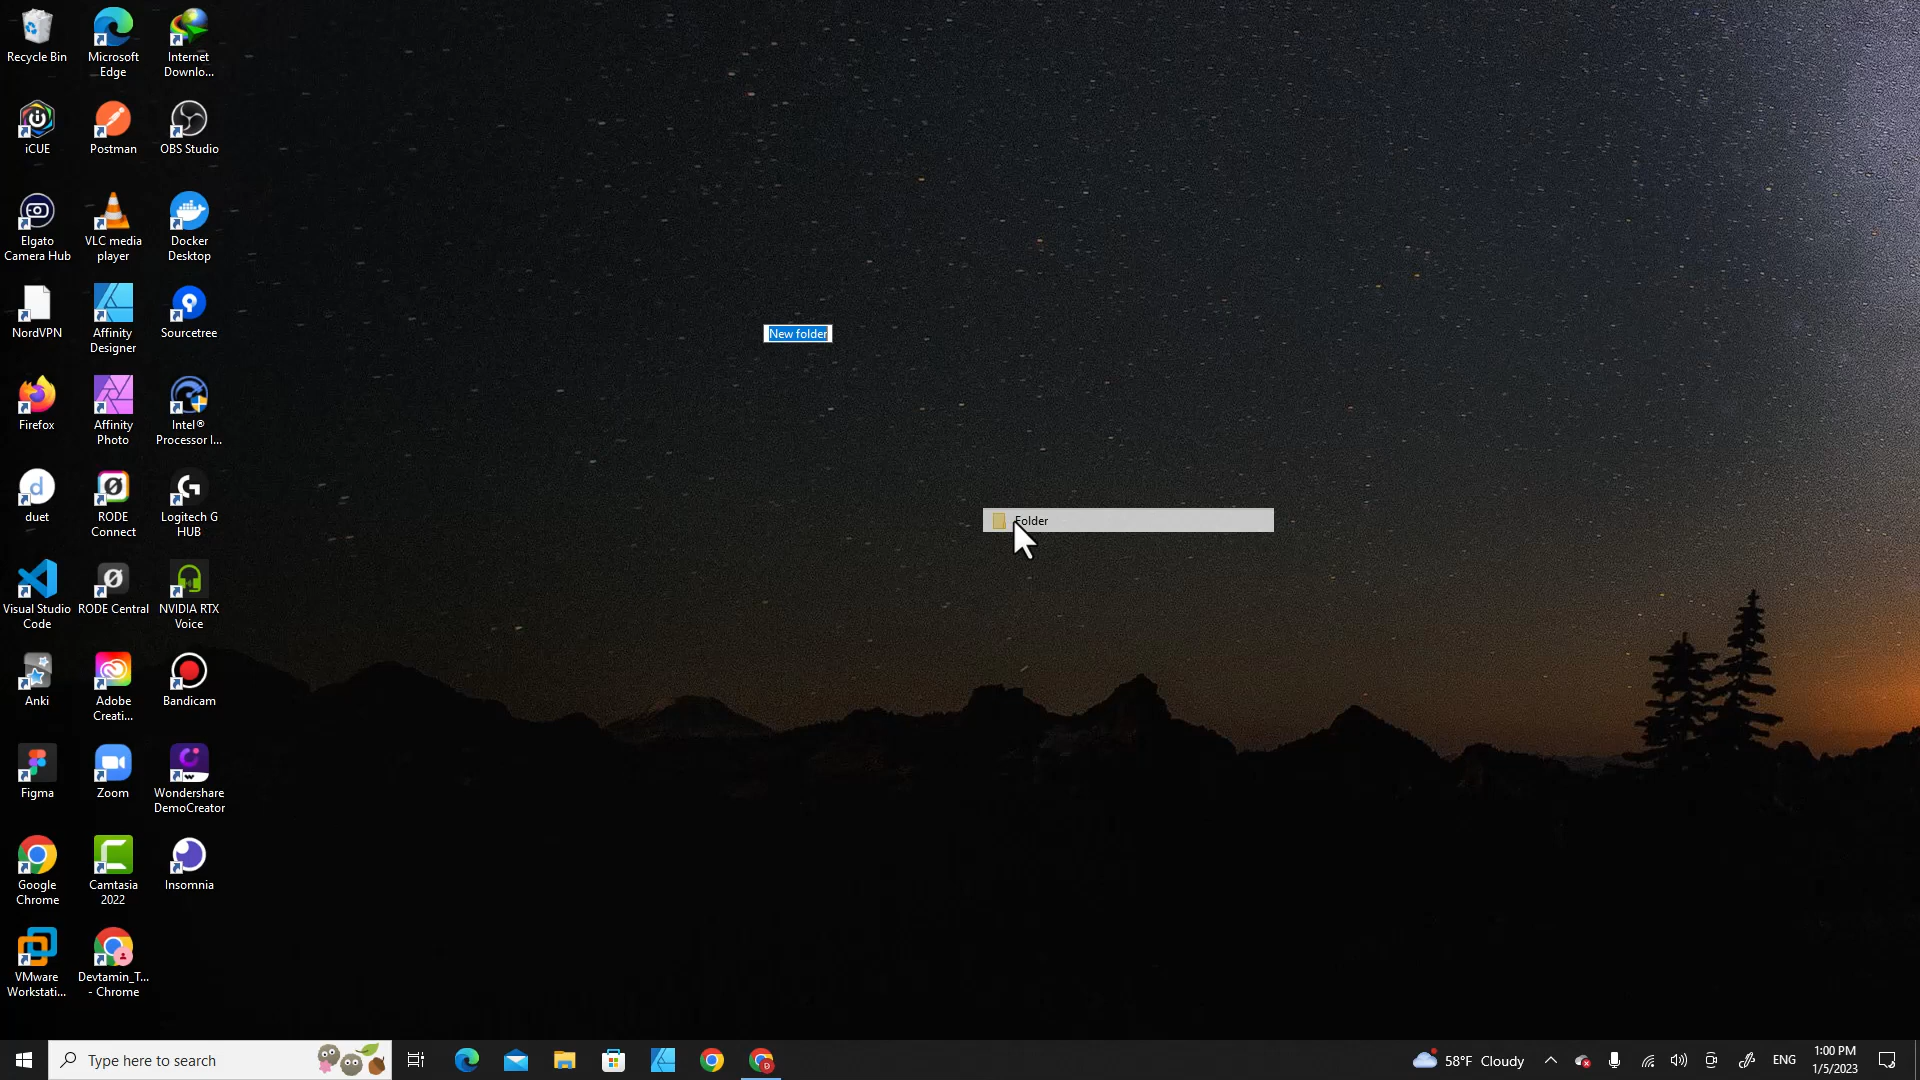 Recycle Bin
Microsoft
Edge
Internet
Downlo...
iCUE
Postman
OBS Studio
Elgato
Camera Hub
VLC media
player
Docker
Desktop
NordVPN
Affinity
Designer
Sourcetree
New folder
Firefox
Affinity
Photo
Intel®
Processor I...
duet
RODE
Connect
Logitech G
HUB
Folder
Visual Studio
Code
RODE Central
NVIDIA RTX
Voice
Anki
Adobe
Creati...
Bandicam
Figma
Zoom
Wondershare
DemoCreator
Google
Chrome
Camtasia
2022
Insomnia
VMware
Workstati...
Devtamin_T...
- Chrome
Type here to search
58°F Cloudy
ENG
1:00 PM
1/5/2023